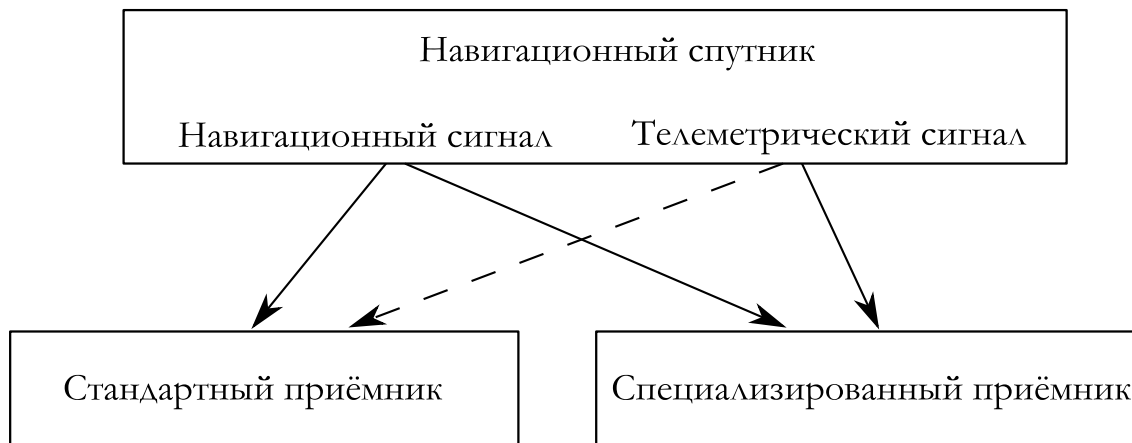 Навигационный спутник
Навигационный сигнал
Телеметрический сигнал
Стандартный приёмник
Специализированный приёмник